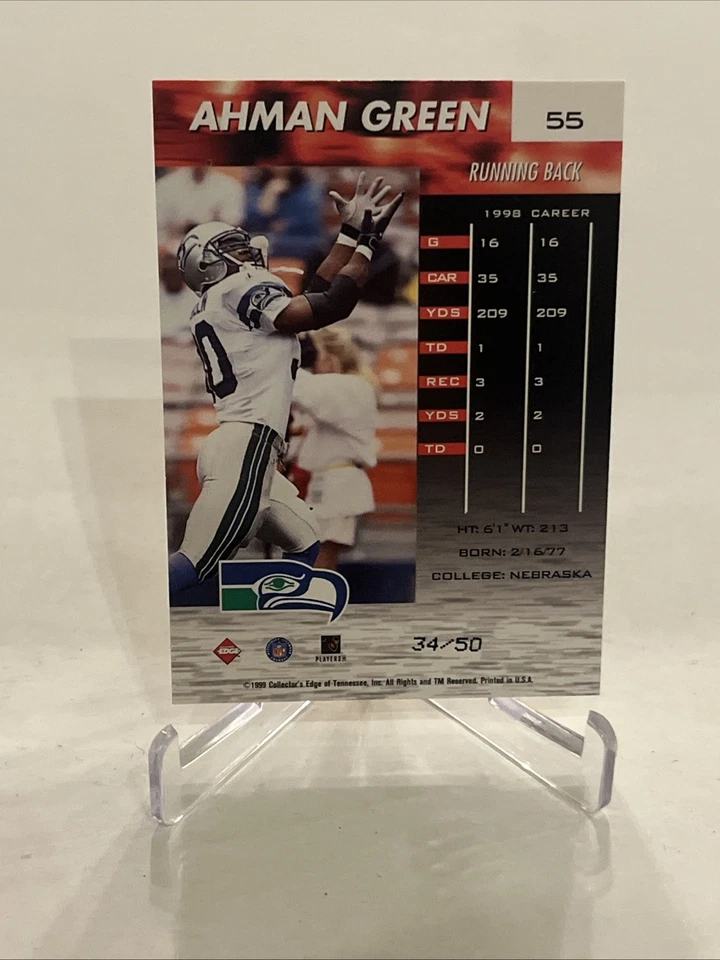 AHMAN GREEN 55
RUNNING BACK
1998 CAREER
G 16 16
CAR 35 35
YDS 209 209
TD 1 1
REC 3 3
YDS 2 2
TD 0 0
HT: 6'1" WT: 213
BORN: 2/16/77
COLLEGE: NEBRASKA
EDGE NFL PLAYERS 34/50
©1999 Collector's Edge of Tennessee, Inc. All Rights and TM Reserved. Printed in U.S.A.